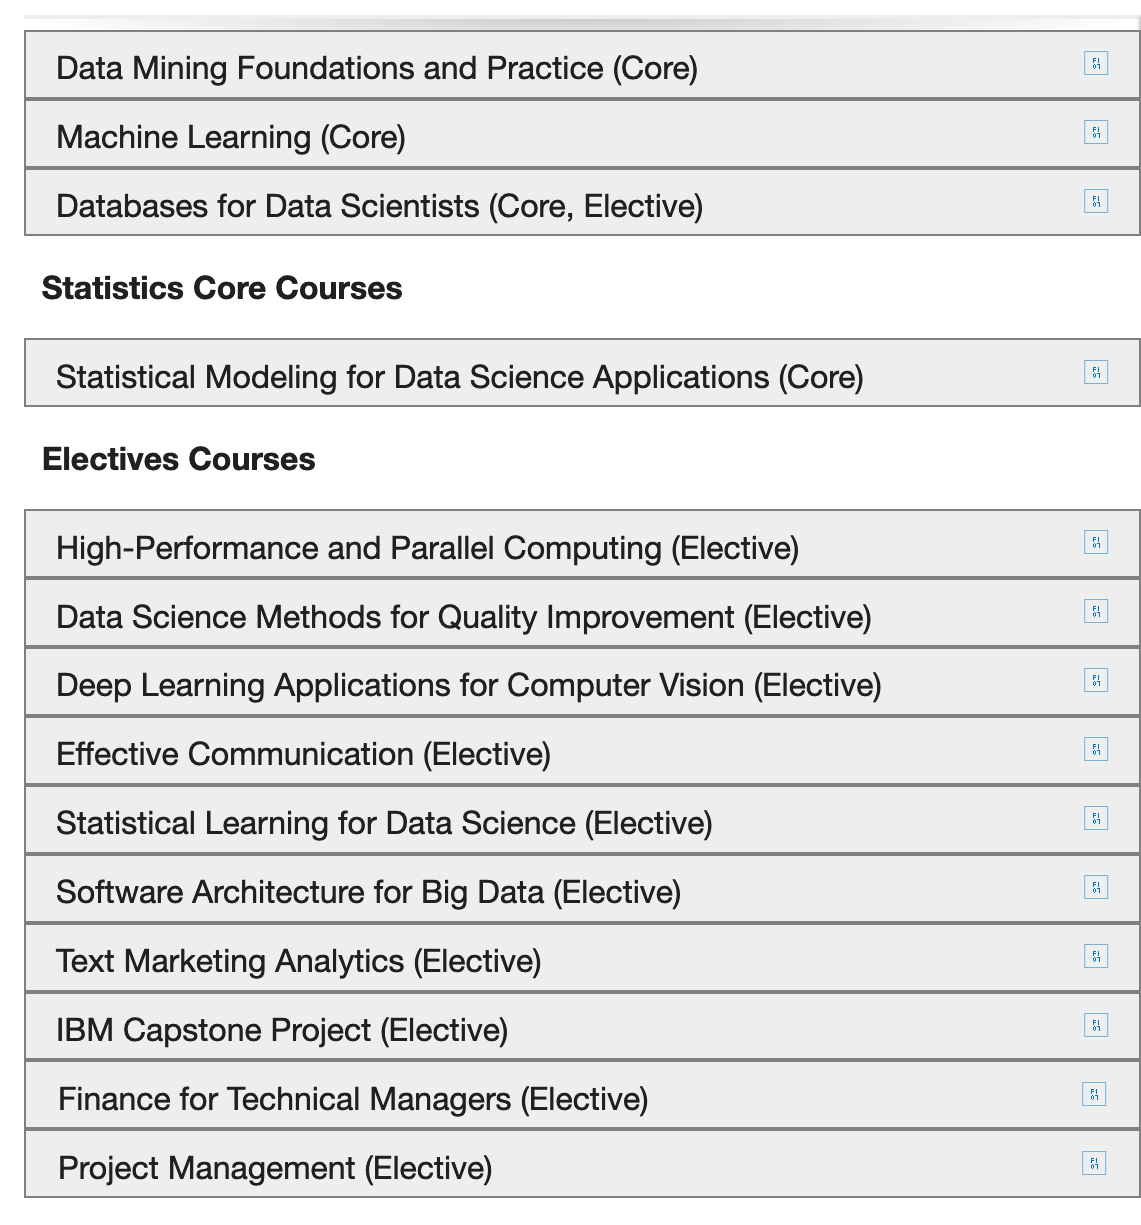 Data Mining Foundations and Practice (Core)
Machine Learning (Core)
Databases for Data Scientists (Core, Elective)
Statistics Core Courses
Statistical Modeling for Data Science Applications (Core)
Electives Courses
High-Performance and Parallel Computing (Elective)
Data Science Methods for Quality Improvement (Elective)
Deep Learning Applications for Computer Vision (Elective)
Effective Communication (Elective)
Statistical Learning for Data Science (Elective)
Software Architecture for Big Data (Elective)
Text Marketing Analytics (Elective)
IBM Capstone Project (Elective)
Finance for Technical Managers (Elective)
Project Management (Elective)